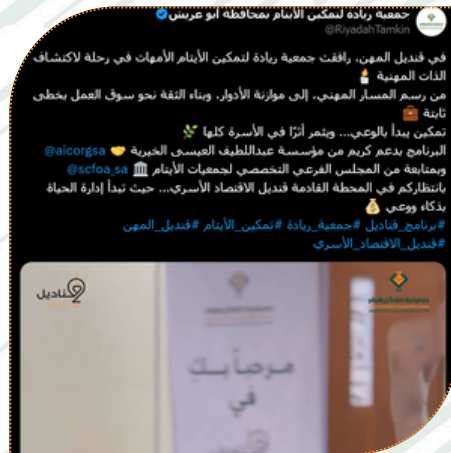 جمعية ريادة لتمكين الأيتام بمحافظة أبو عريش
@RiyadahTamkin
في قنديل المهن، رافقت جمعية ريادة لتمكين الأيتام الأمهات في رحلة لاكتشاف
الذات المهنية 🕯️
من رسم المسار المهني، إلى موازنة الأدوار، وبناء الثقة نحو سوق العمل بخطى
ثابتة 💼
تمكين يبدأ بالوعي... ويثمر أثرًا في الأسرة كلها 🌿
البرنامج بدعم كريم من مؤسسة عبداللطيف العيسى الخيرية 🤝 @aicorgsa
وبمتابعة من المجلس الفرعي التخصصي لجمعيات الأيتام 🏛️ @scfoa_sa
بانتظاركم في المحطة القادمة قنديل الاقتصاد الأسري... حيث تبدأ إدارة الحياة
بذكاء ووعي 💰
#برنامج_قناديل #جمعية_ريادة #تمكين_الأيتام #قنديل_المهن
#قنديل_الاقتصاد_الأسري
قناديل
مرحباً بك
في